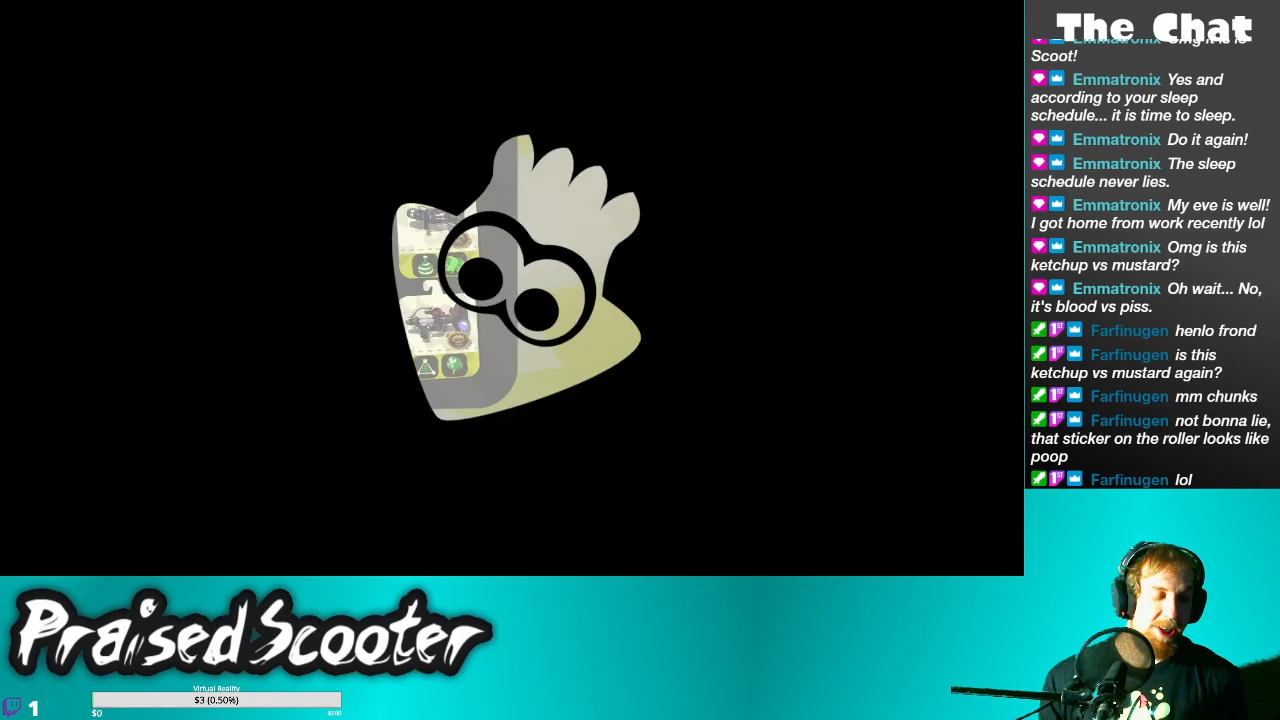 The Chat
Scoot!
Emmatronix Yes and
according to your sleep
schedule... it is time to sleep.
Emmatronix Do it again!
Emmatronix The sleep
schedule never lies.
Emmatronix My eve is well!
I got home from work recently lol
Emmatronix Omg is this
ketchup vs mustard?
Emmatronix Oh wait... No,
it's blood vs piss.
Farfinugen henlo frond
Farfinugen is this
ketchup vs mustard again?
Farfinugen mm chunks
Farfinugen not bonna lie,
that sticker on the roller looks like
poop
Farfinugen lol
PraisedScooter
Virtual Reality
$3 (0.50%)
1
$0